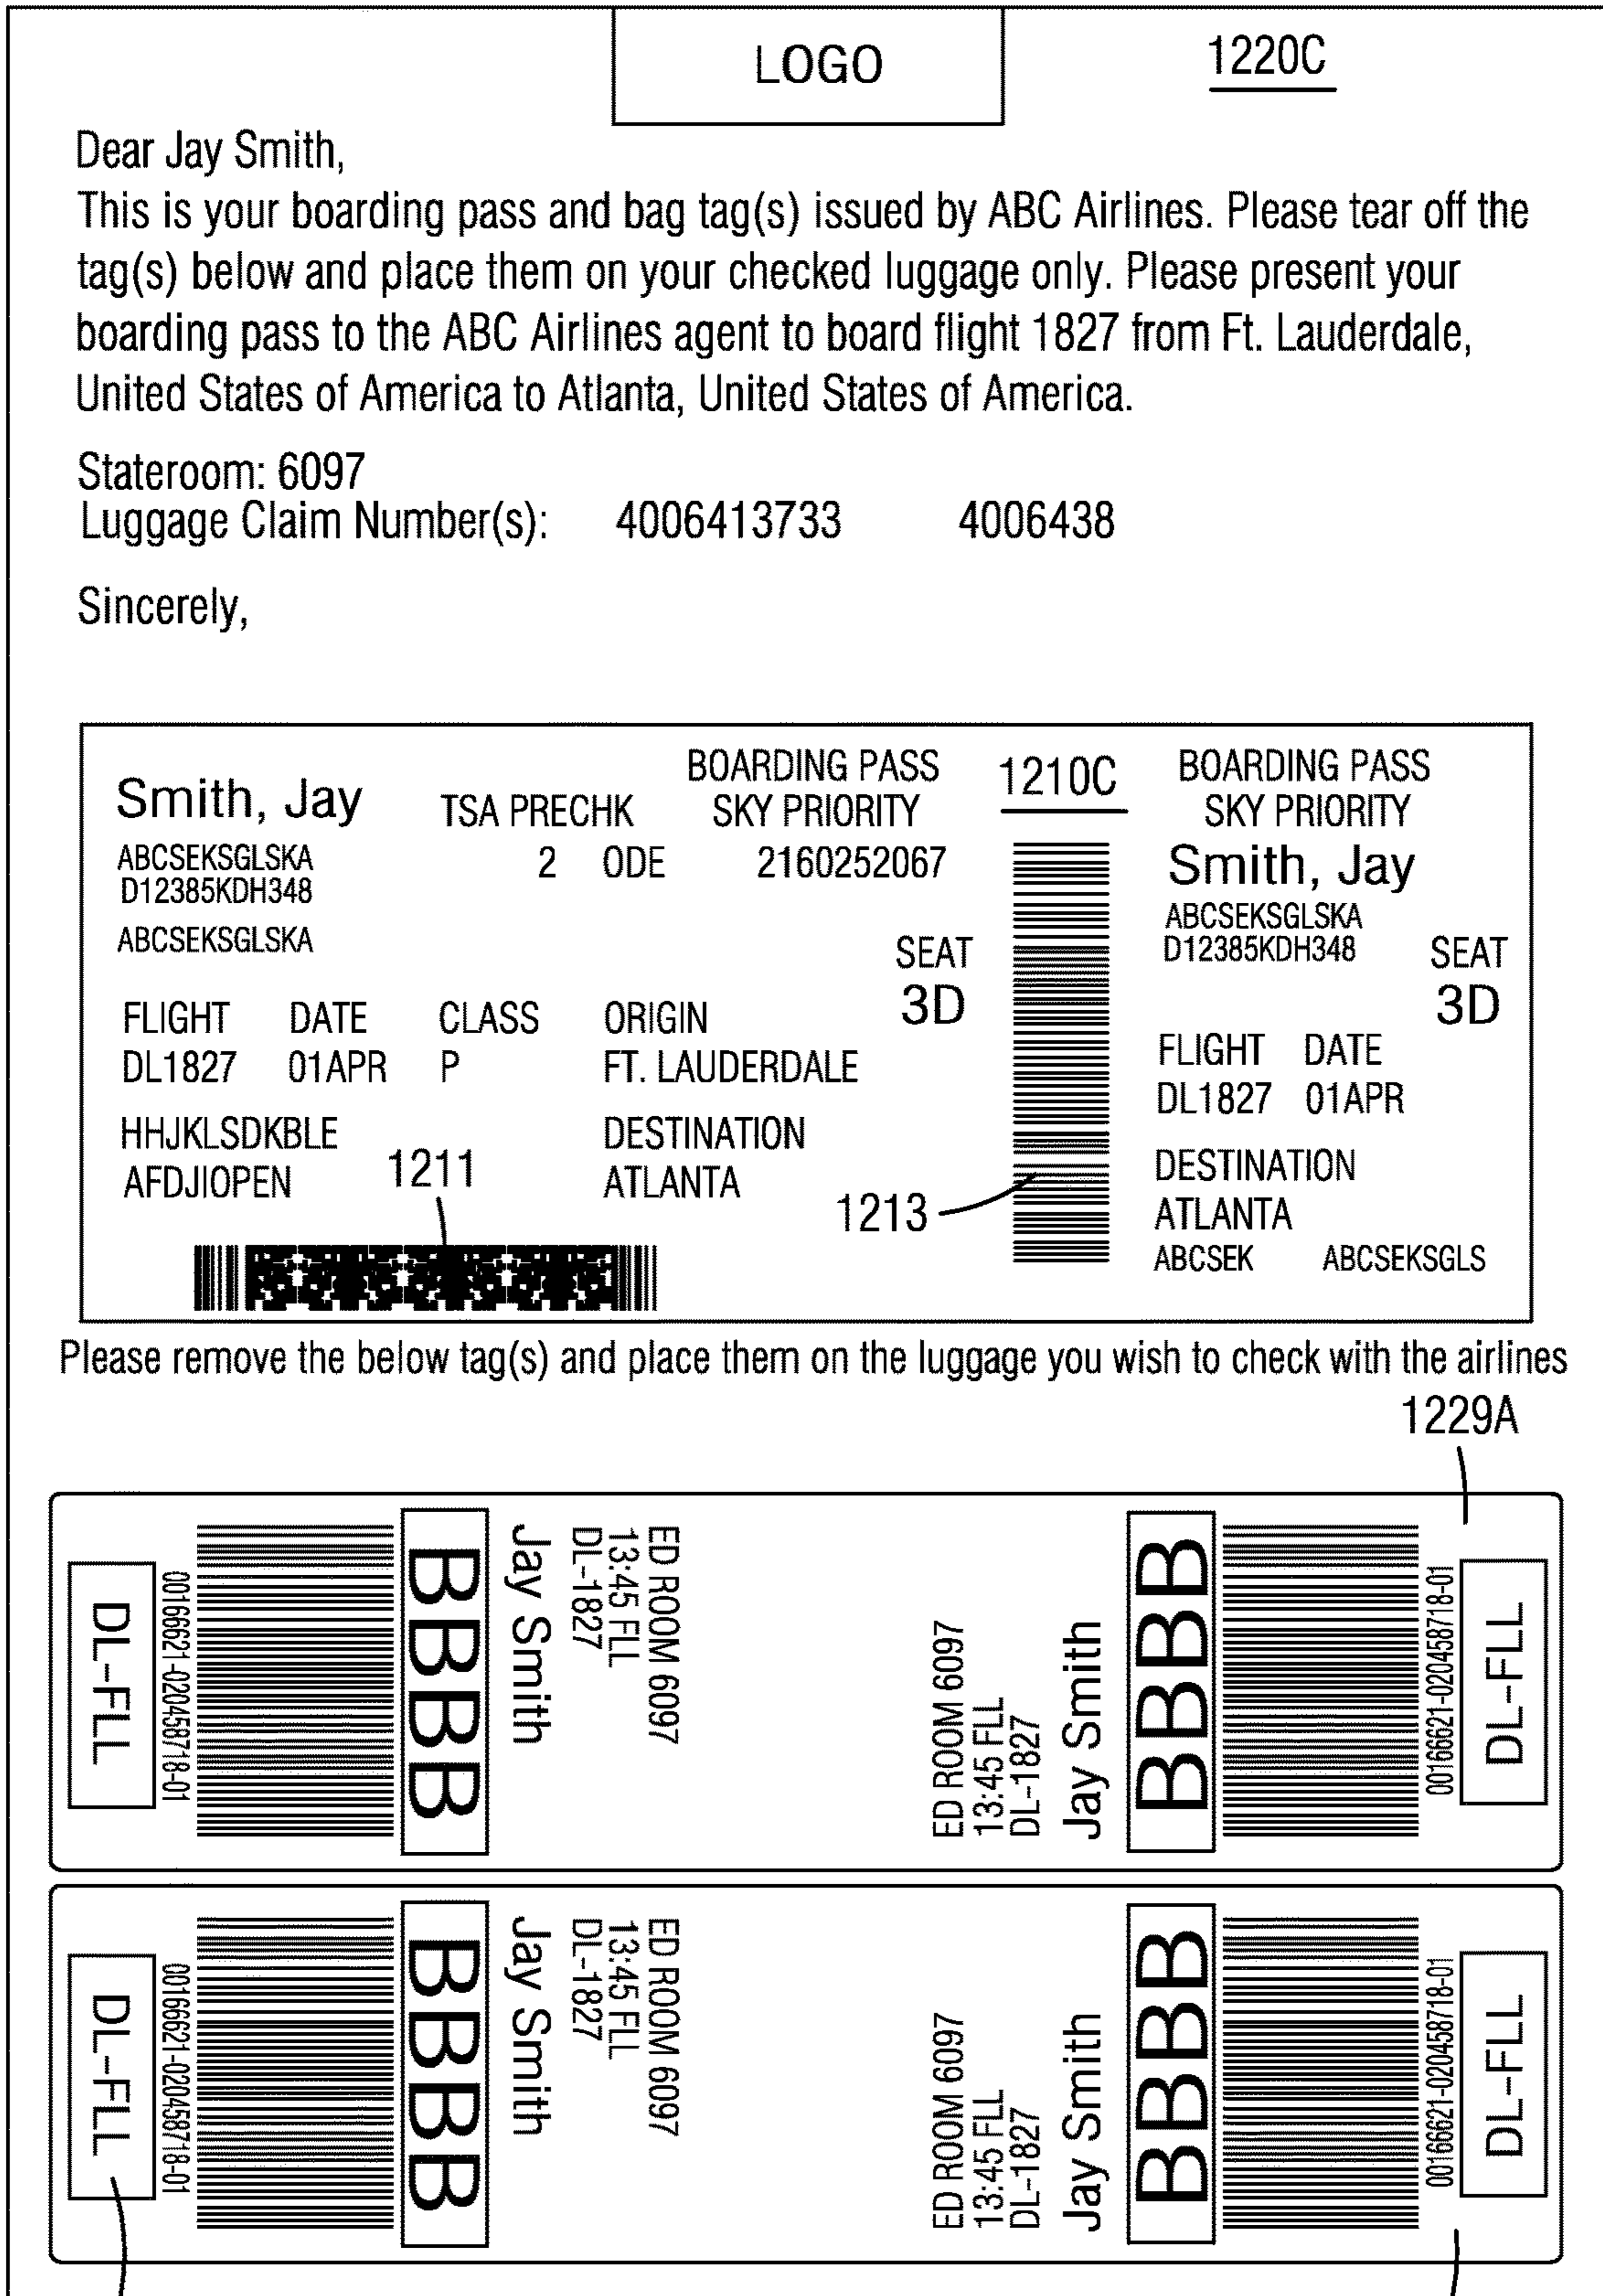 LOGO
1220C
Dear Jay Smith,
This is your boarding pass and bag tag(s) issued by ABC Airlines. Please tear off the
tag(s) below and place them on your checked luggage only. Please present your
boarding pass to the ABC Airlines agent to board flight 1827 from Ft. Lauderdale,
United States of America to Atlanta, United States of America.
Stateroom: 6097
Luggage Claim Number(s): 4006413733 4006438
Sincerely,
Smith, Jay
TSA PRECHK
BOARDING PASS
SKY PRIORITY
ABCSEKSGLSKA
D12385KDH348
2 ODE 2160252067
ABCSEKSGLSKA
SEAT
3D
FLIGHT DATE CLASS ORIGIN
DL1827 01APR P FT. LAUDERDALE
HHJKLSDKBLE DESTINATION
AFDJIOPEN ATLANTA
1211
1213
1210C
BOARDING PASS
SKY PRIORITY
Smith, Jay
ABCSEKSGLSKA
D12385KDH348
SEAT
3D
FLIGHT DATE
DL1827 01APR
DESTINATION
ATLANTA
ABCSEK ABCSEKSGLS
Please remove the below tag(s) and place them on the luggage you wish to check with the airlines
1229A
DL-FLL
00166621-020458718-01
BBBB
Jay Smith
DL-1827
13:45 FLL
ED ROOM 6097
ED ROOM 6097
13:45 FLL
DL-1827
Jay Smith
BBBB
00166621-020458718-01
DL-FLL
DL-FLL
00166621-020458718-01
BBBB
Jay Smith
DL-1827
13:45 FLL
ED ROOM 6097
ED ROOM 6097
13:45 FLL
DL-1827
Jay Smith
BBBB
00166621-020458718-01
DL-FLL